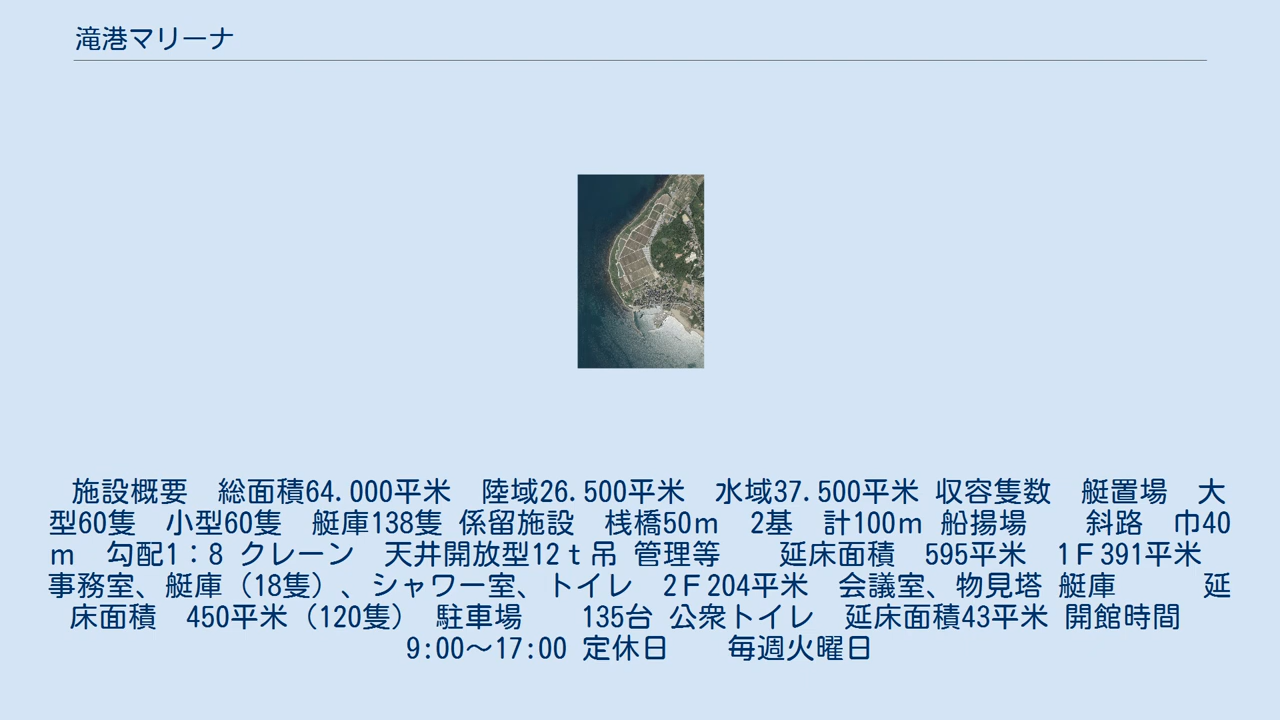 滝港マリーナ
施設概要　総面積64.000平米　陸域26.500平米　水域37.500平米 収容隻数　艇置場　大
型60隻　小型60隻　艇庫138隻 係留施設　桟橋50ｍ　2基　計100ｍ 船揚場　　斜路　巾40
ｍ　勾配1：8 クレーン　天井開放型12ｔ吊 管理等　　延床面積　595平米　1Ｆ391平米
事務室、艇庫（18隻）、シャワー室、トイレ　2Ｆ204平米　会議室、物見塔 艇庫　　　延
床面積　450平米（120隻） 駐車場　　135台 公衆トイレ　延床面積43平米 開館時間
9:00〜17:00 定休日　　毎週火曜日